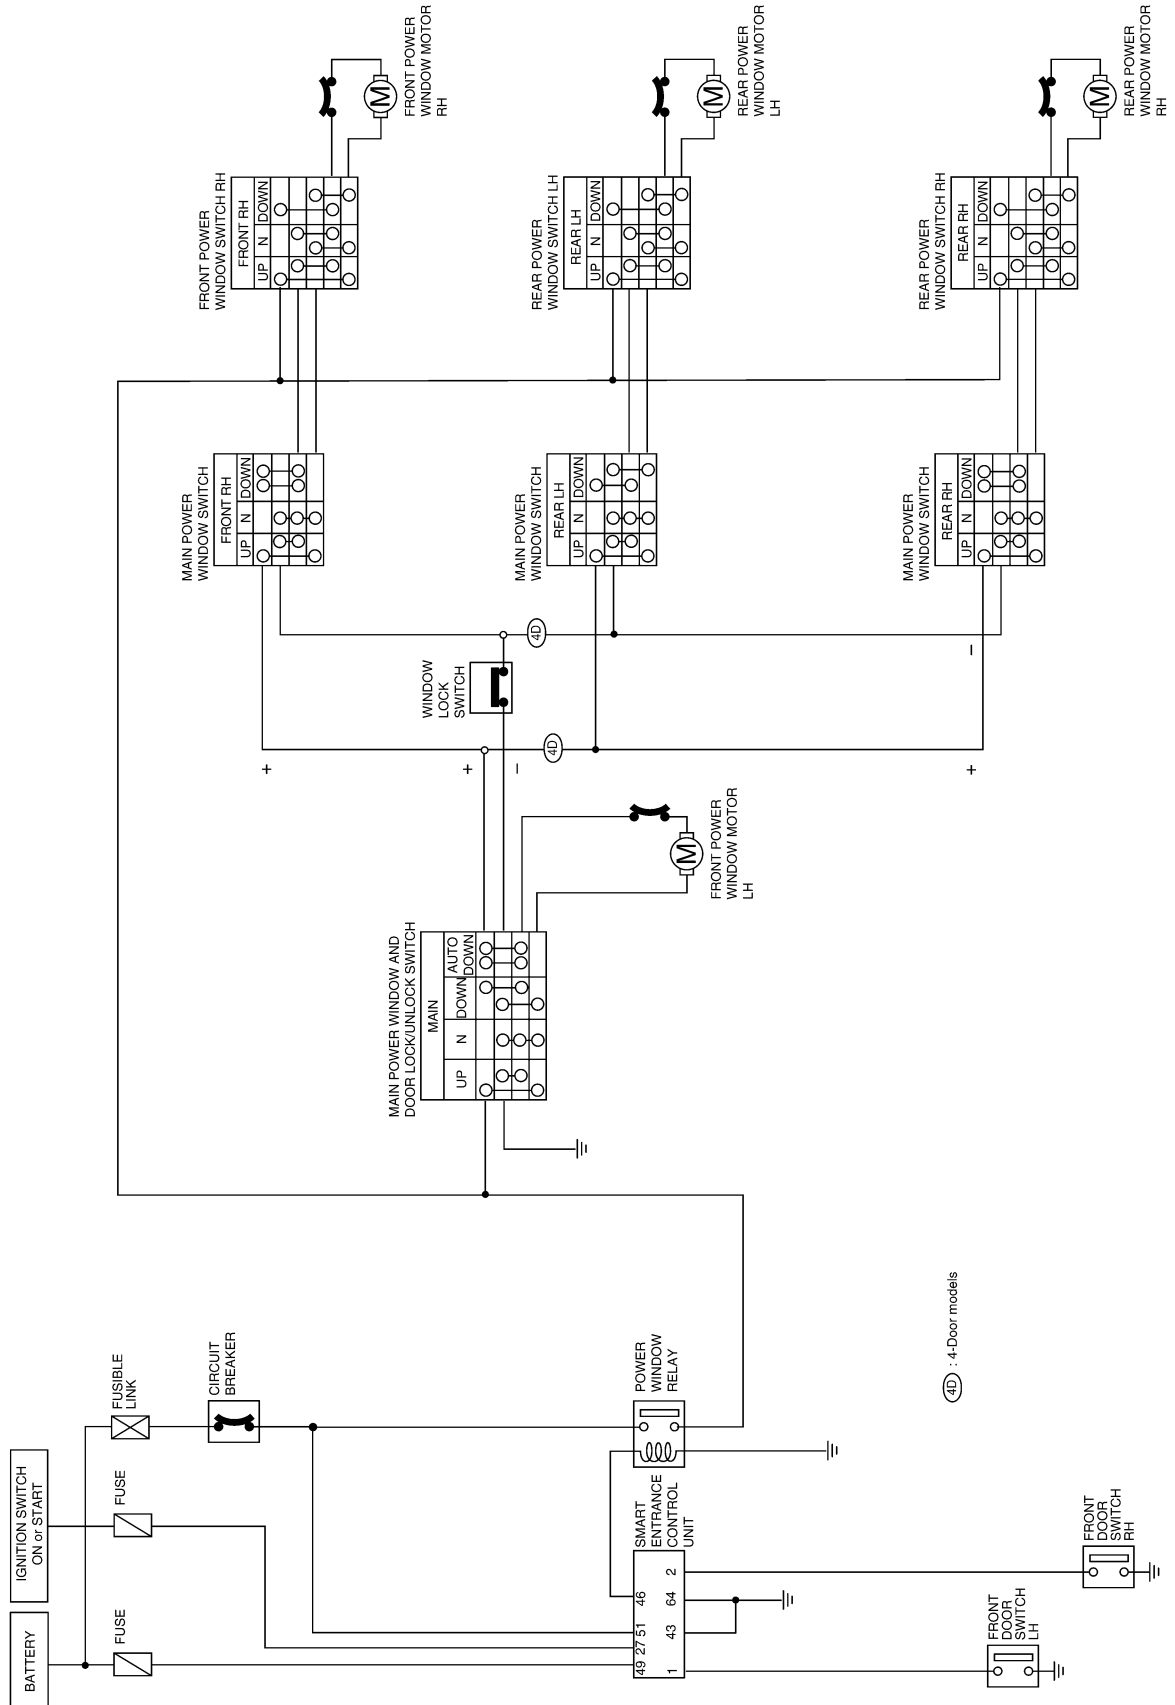 BATTERY
IGNITION SWITCH
ON or START
FUSE
FUSE
FUSIBLE
LINK
CIRCUIT
BREAKER
POWER
WINDOW
RELAY
SMART
ENTRANCE
CONTROL
UNIT
49 27 51 46
1 43 64 2
FRONT
DOOR
SWITCH
LH
FRONT
DOOR
SWITCH
RH
4D : 4-Door models
MAIN POWER WINDOW AND
DOOR LOCK/UNLOCK SWITCH
MAIN
UP N DOWN AUTO
DOWN
FRONT POWER
WINDOW MOTOR
LH
WINDOW
LOCK
SWITCH
+
+
–
+
–
4D
4D
MAIN POWER
WINDOW SWITCH
FRONT RH
UP N DOWN
MAIN POWER
WINDOW SWITCH
REAR LH
UP N DOWN
MAIN POWER
WINDOW SWITCH
REAR RH
UP N DOWN
FRONT POWER
WINDOW SWITCH RH
FRONT RH
UP N DOWN
REAR POWER
WINDOW SWITCH LH
REAR LH
UP N DOWN
REAR POWER
WINDOW SWITCH RH
REAR RH
UP N DOWN
M
M
M
M
FRONT POWER
WINDOW MOTOR
RH
REAR POWER
WINDOW MOTOR
LH
REAR POWER
WINDOW MOTOR
RH